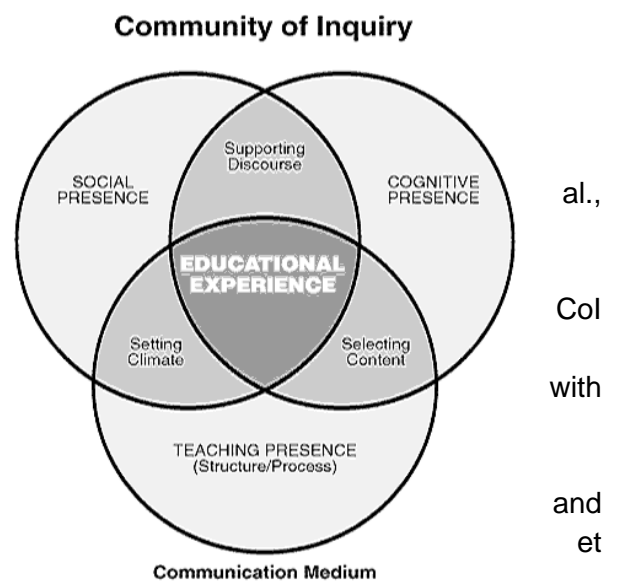 Community of Inquiry
Supporting
Discourse
SOCIAL
PRESENCE
COGNITIVE
PRESENCE
al.,
EDUCATIONAL
EXPERIENCE
CoI
Setting
Climate
Selecting
Content
with
TEACHING PRESENCE
(Structure/Process)
and
et
Communication Medium